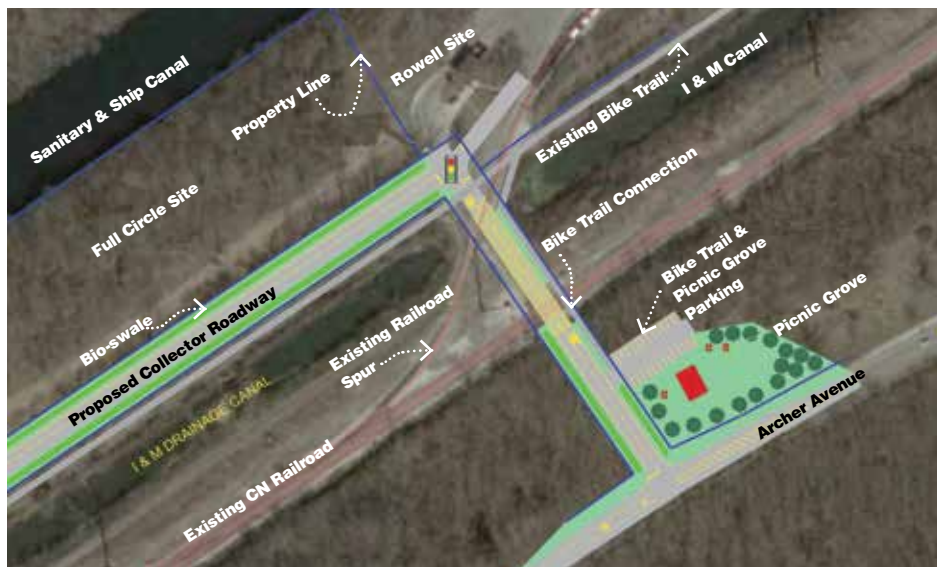 Sanitary & Ship Canal
Property Line
Rowell Site
Existing Bike Trail
I & M Canal
Full Circle Site
Bike Trail Connection
Bike Trail &
Picnic Grove
Parking
Picnic Grove
Bio-swale
Proposed Collector Roadway
Existing Railroad
Spur
I & M DRAINAGE CANAL
Archer Avenue
Existing CN Railroad